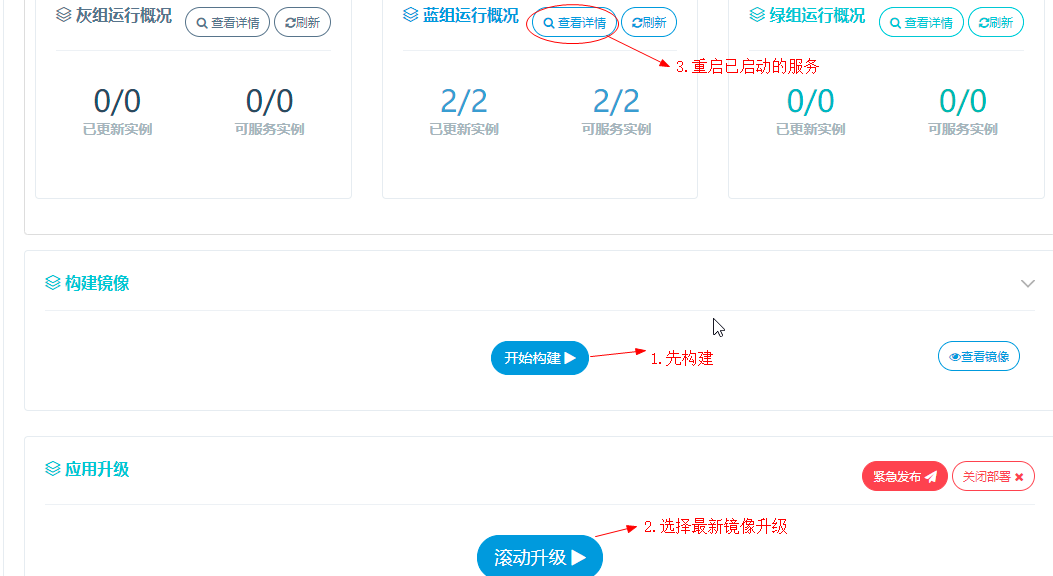 灰组运行概况 查看详情 刷新 蓝组运行概况 查看详情 刷新 绿组运行概况 查看详情 刷新
3.重启已启动的服务
0/0 0/0 2/2 2/2 0/0 0/0
已更新实例 可服务实例 已更新实例 可服务实例 已更新实例 可服务实例
构建镜像
开始构建 1.先构建 查看镜像
应用升级 紧急发布 关闭部署
2.选择最新镜像升级
滚动升级